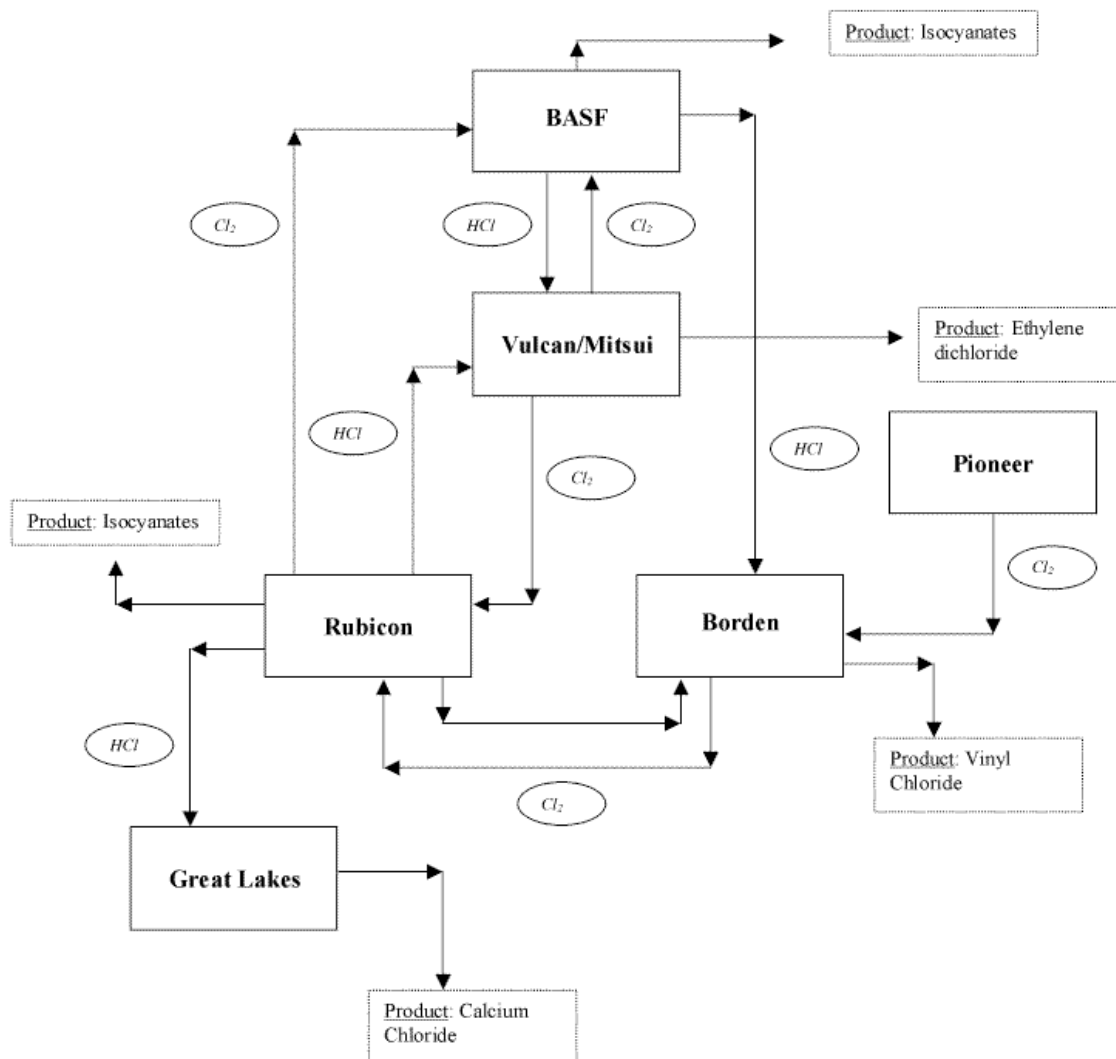 Product: Isocyanates
BASF
Cl₂
HCl
Cl₂
Vulcan/Mitsui
Product: Ethylene
dichloride
HCl
Cl₂
HCl
Pioneer
Product: Isocyanates
Cl₂
Rubicon
Borden
HCl
Cl₂
Product: Vinyl
Chloride
Great Lakes
Product: Calcium
Chloride